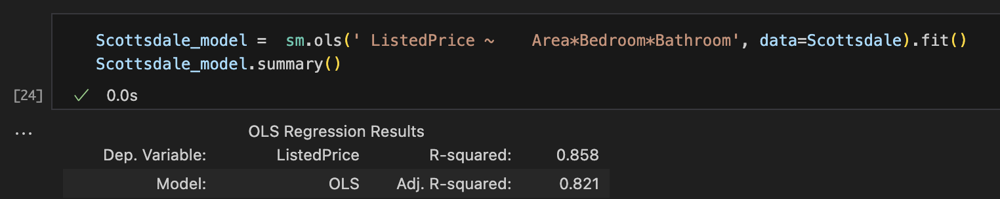 Scottsdale_model =  sm.ols(' ListedPrice ~    Area*Bedroom*Bathroom', data=Scottsdale).fit()
Scottsdale_model.summary()
[24] ✓ 0.0s
...
OLS Regression Results
Dep. Variable: ListedPrice R-squared: 0.858
Model: OLS Adj. R-squared: 0.821